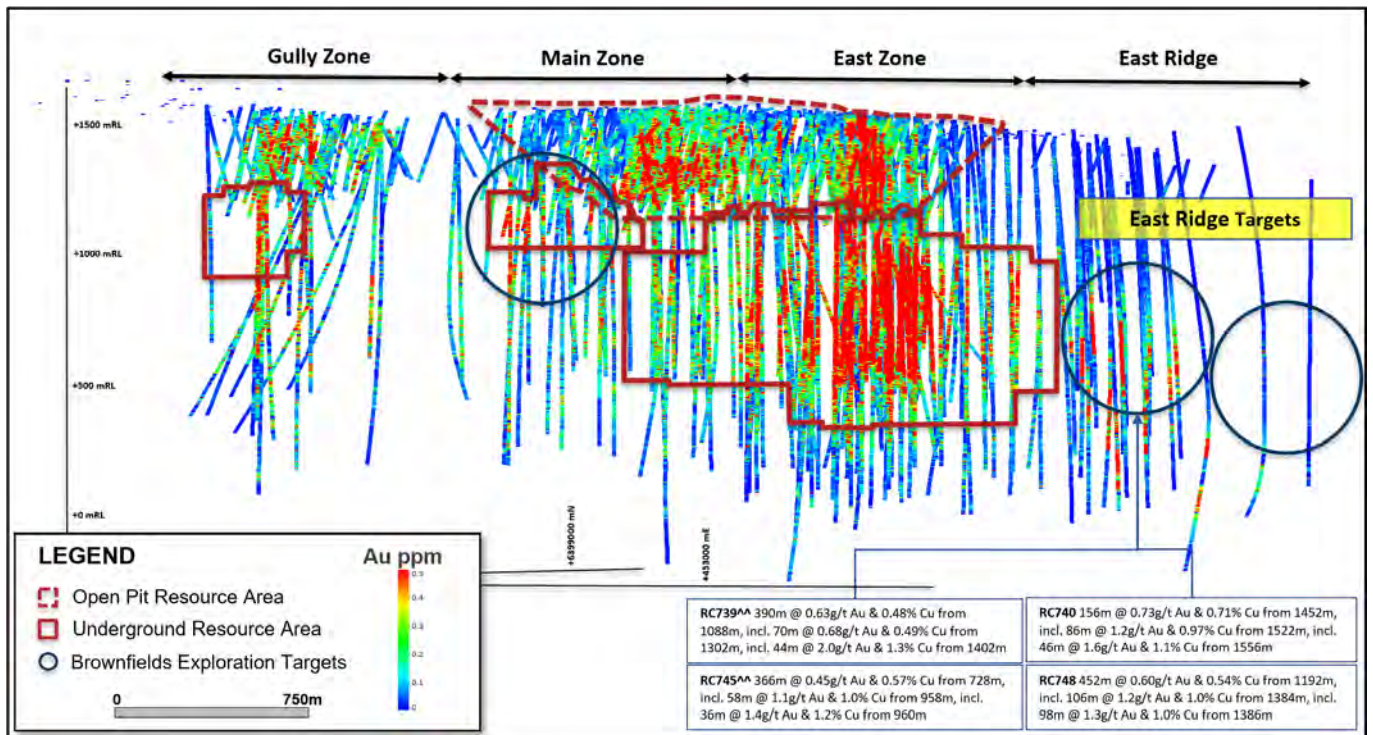 Gully Zone
Main Zone
East Zone
East Ridge
+1500 mRL
+1000 mRL
+500 mRL
+0 mRL
East Ridge Targets
+6399000 mN
+453000 mE
LEGEND
Au ppm
Open Pit Resource Area
Underground Resource Area
Brownfields Exploration Targets
0.4
0.2
0.1
0.0
0
750m
RC739^^ 390m @ 0.63g/t Au & 0.48% Cu from
1088m, incl. 70m @ 0.68g/t Au & 0.49% Cu from
1302m, incl. 44m @ 2.0g/t Au & 1.3% Cu from 1402m
RC740 156m @ 0.73g/t Au & 0.71% Cu from 1452m,
incl. 86m @ 1.2g/t Au & 0.97% Cu from 1522m, incl.
46m @ 1.6g/t Au & 1.1% Cu from 1556m
RC745^^ 366m @ 0.45g/t Au & 0.57% Cu from 728m,
incl. 58m @ 1.1g/t Au & 1.0% Cu from 958m, incl.
36m @ 1.4g/t Au & 1.2% Cu from 960m
RC748 452m @ 0.60g/t Au & 0.54% Cu from 1192m,
incl. 106m @ 1.2g/t Au & 1.0% Cu from 1384m, incl.
98m @ 1.3g/t Au & 1.0% Cu from 1386m